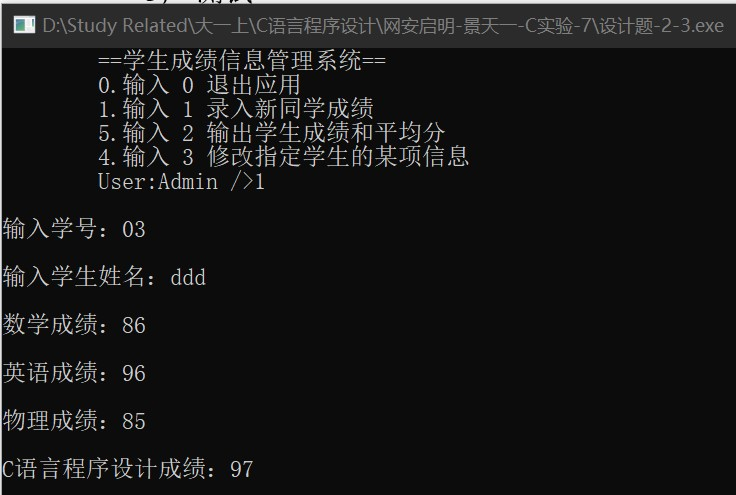 D:\Study Related\大一上\C语言程序设计\网安启明-景天一-C实验-7\设计题-2-3.exe
==学生成绩信息管理系统==
0.输入 0 退出应用
1.输入 1 录入新同学成绩
5.输入 2 输出学生成绩和平均分
4.输入 3 修改指定学生的某项信息
User:Admin />1
输入学号：03
输入学生姓名：ddd
数学成绩：86
英语成绩：96
物理成绩：85
C语言程序设计成绩：97